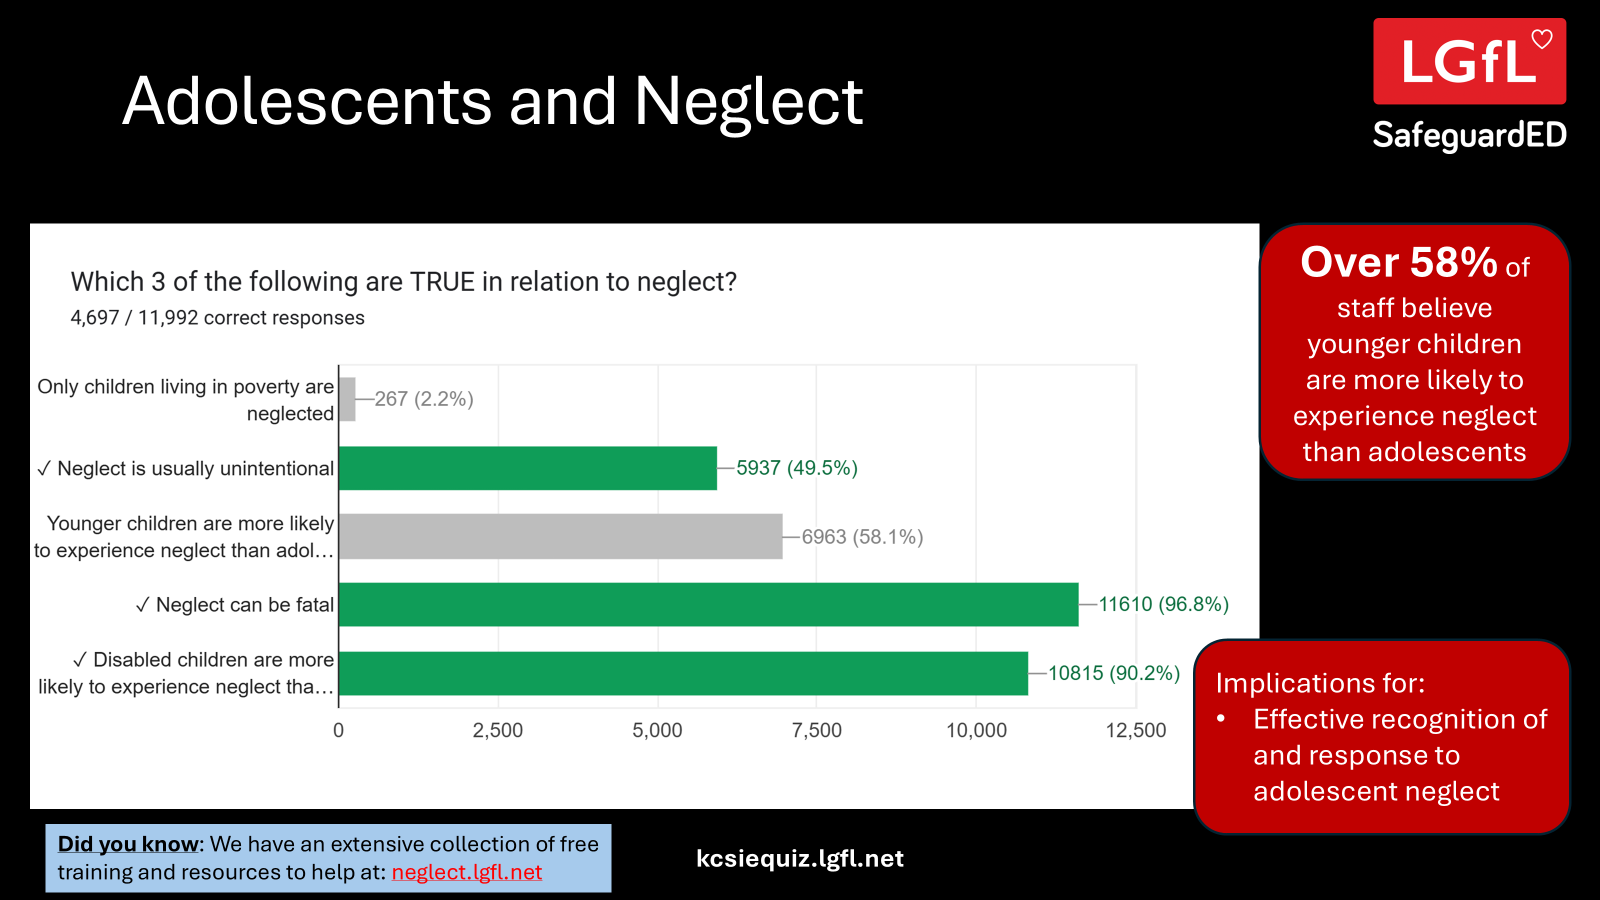 Adolescents and Neglect
LGfL
SafeguardED
Which 3 of the following are TRUE in relation to neglect?
4,697 / 11,992 correct responses
Only children living in poverty are
neglected
267 (2.2%)
✓ Neglect is usually unintentional
5937 (49.5%)
Younger children are more likely
to experience neglect than adol…
6963 (58.1%)
✓ Neglect can be fatal
11610 (96.8%)
✓ Disabled children are more
likely to experience neglect tha…
10815 (90.2%)
0 2,500 5,000 7,500 10,000 12,500
Over 58% of
staff believe
younger children
are more likely to
experience neglect
than adolescents
Implications for:
• Effective recognition of
and response to
adolescent neglect
Did you know: We have an extensive collection of free
training and resources to help at: neglect.lgfl.net
kcsiequiz.lgfl.net